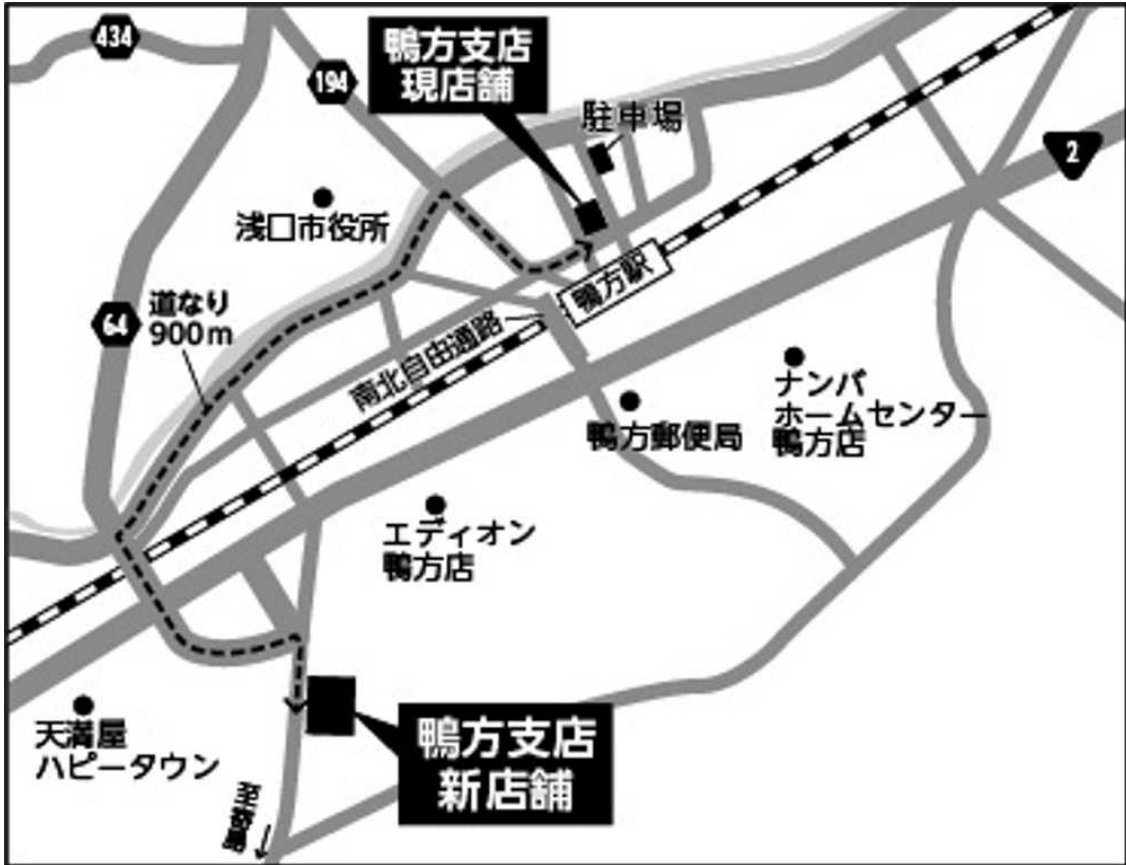 434
194
鴨方支店
現店舗
駐車場
2
浅口市役所
鴨方駅
64
道なり
900m
南北自由通路
ナンバ
ホームセンター
鴨方店
鴨方郵便局
エディオン
鴨方店
天満屋
ハピータウン
鴨方支店
新店舗
至寄島